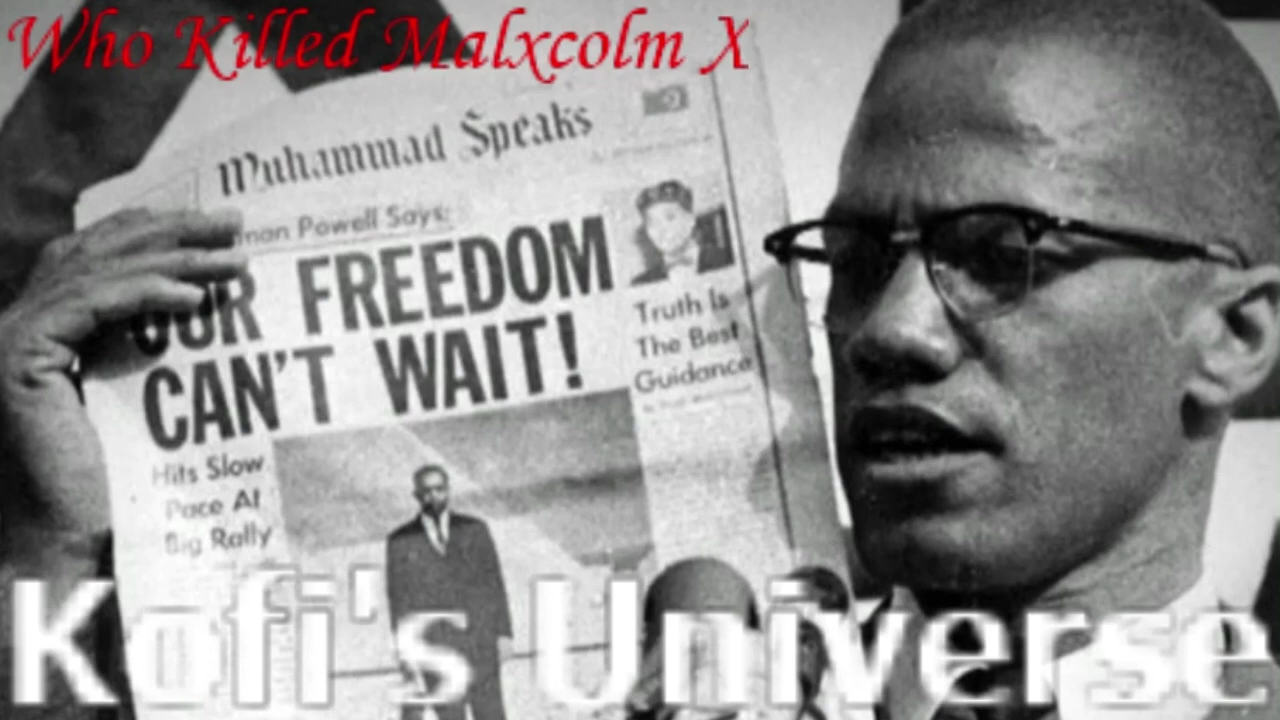 Who Killed Malxcolm X
Muhammad Speaks
Powell Says:
OUR FREEDOM
CAN'T WAIT!
Truth Is
The Best
Guidance
Hits Slow
Pace At
Big Rally
Kofi's Universe